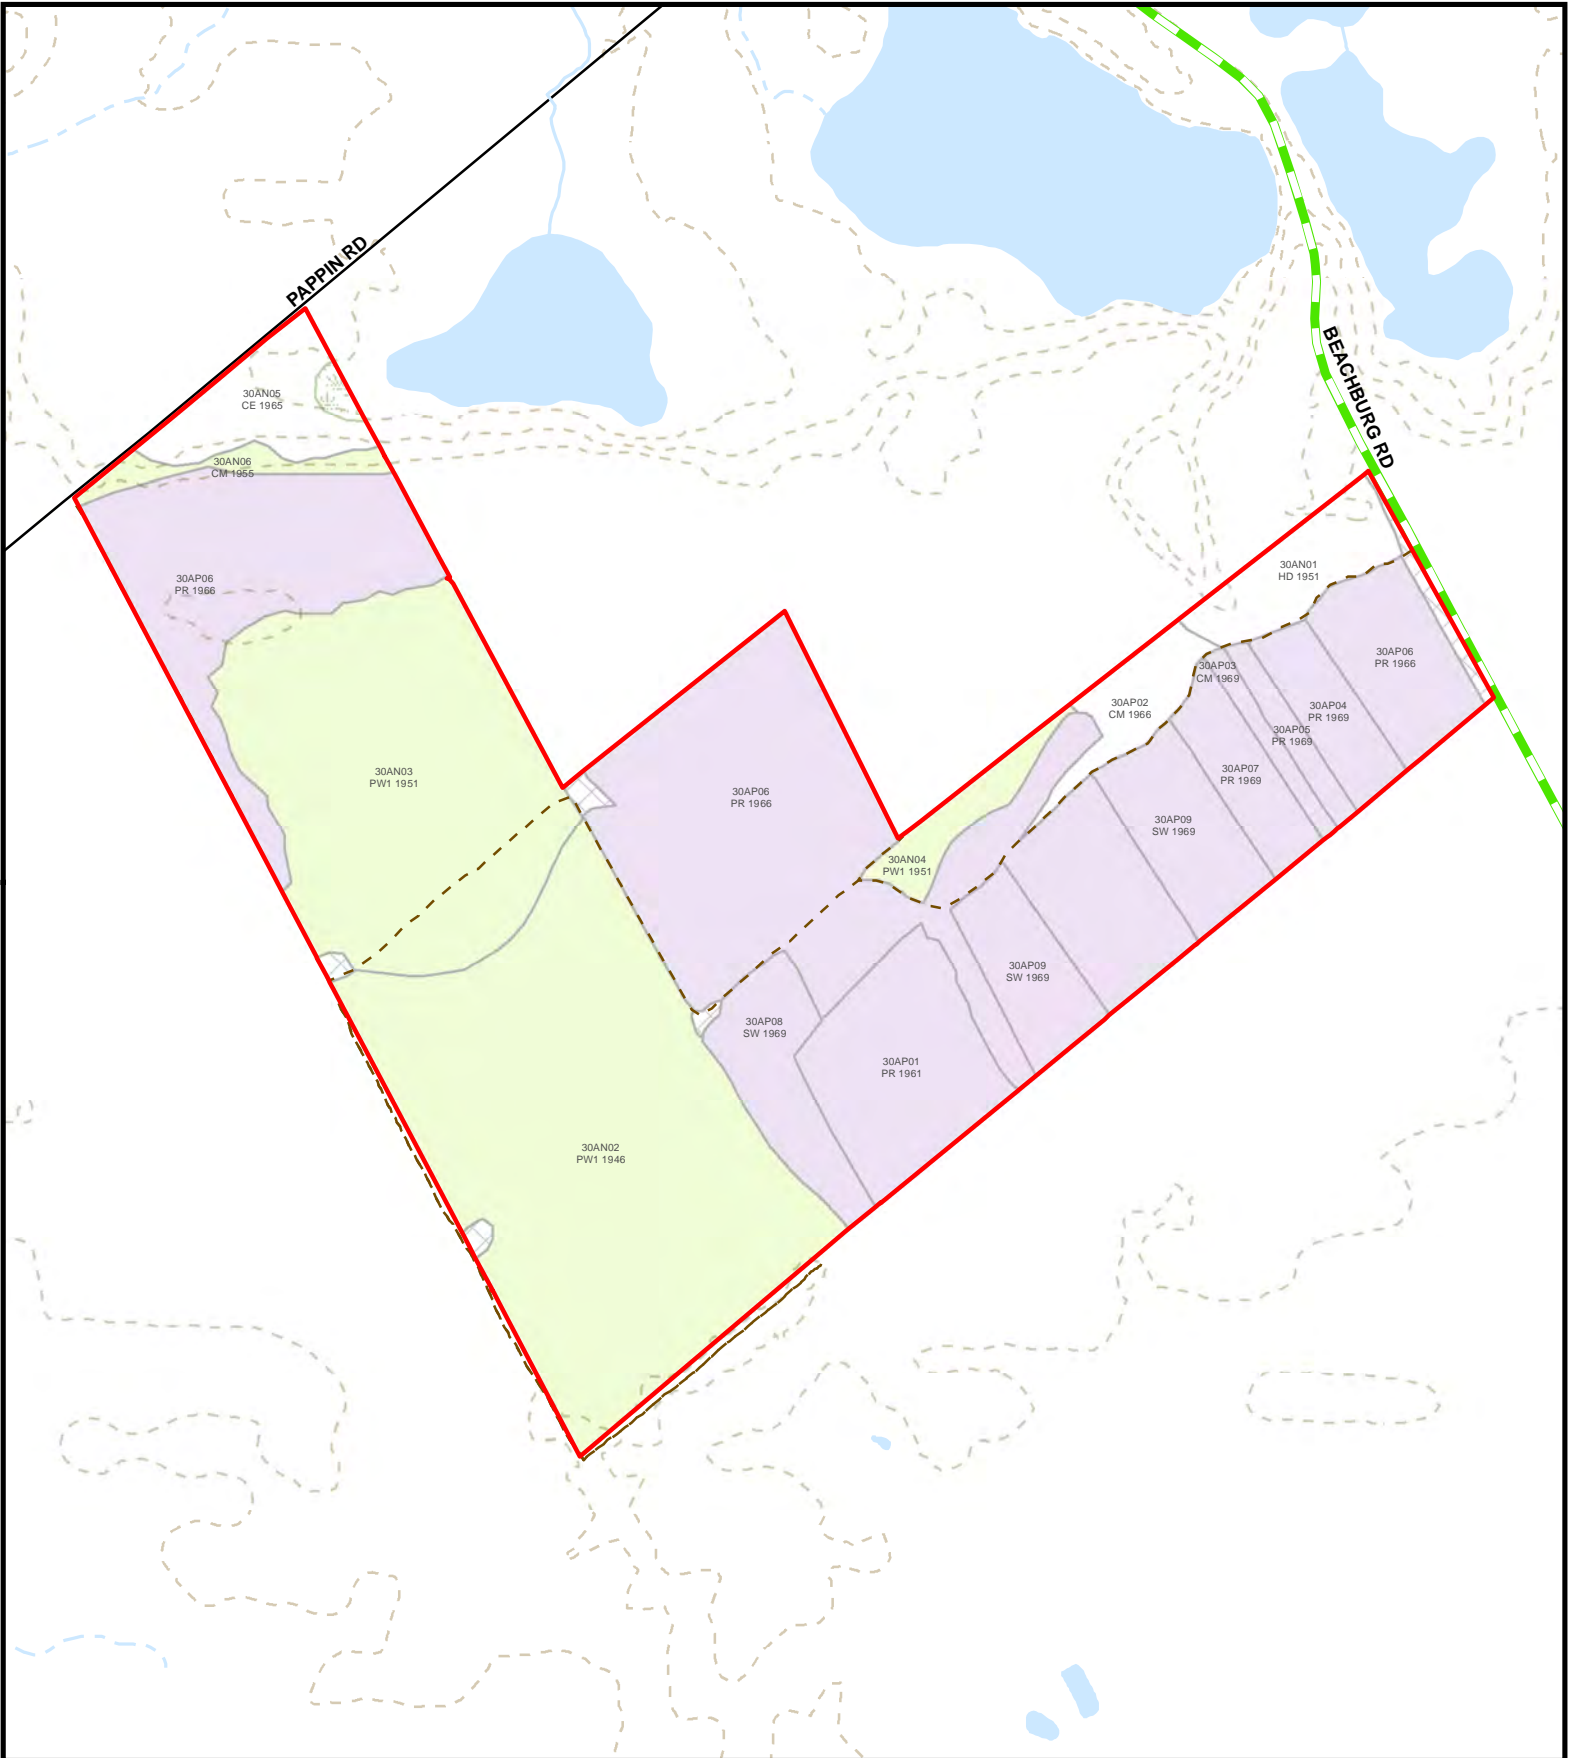 PAPPIN RD
BEACHBURG RD
30AN05
CE 1965
30AN06
CM 1955
30AP06
PR 1966
30AN01
HD 1951
30AP06
PR 1966
30AP03
CM 1969
30AP02
CM 1966
30AP04
PR 1969
30AP05
PR 1969
30AN03
PW1 1951
30AP07
PR 1969
30AP06
PR 1966
30AP09
SW 1969
30AN04
PW1 1951
30AP09
SW 1969
30AP08
SW 1969
30AP01
PR 1961
30AN02
PW1 1946